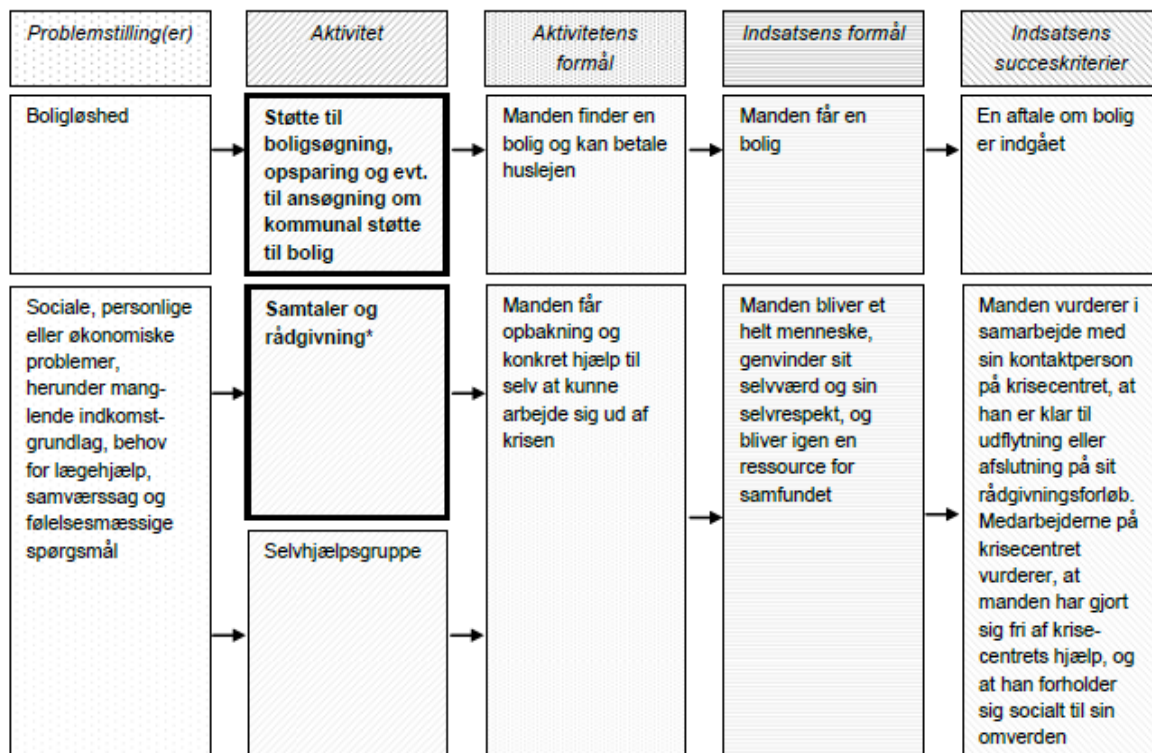 Problemstilling(er)
Aktivitet
Aktivitetens
formål
Indsatsens formål
Indsatsens
succeskriterier
Boligløshed
Støtte til
boligsøgning,
opsparing og evt.
til ansøgning om
kommunal støtte
til bolig
Manden finder en
bolig og kan betale
huslejen
Manden får en
bolig
En aftale om bolig
er indgået
Sociale, personlige
eller økonomiske
problemer,
herunder mang-
lende indkomst-
grundlag, behov
for lægehjælp,
samværssag og
følelsesmæssige
spørgsmål
Samtaler og
rådgivning*
Selvhjælpsgruppe
Manden får
opbakning og
konkret hjælp til
selv at kunne
arbejde sig ud af
krisen
Manden bliver et
helt menneske,
genvinder sit
selvværd og sin
selvrespekt, og
bliver igen en
ressource for
samfundet
Manden vurderer i
samarbejde med
sin kontaktperson
på krisecentret, at
han er klar til
udflytning eller
afslutning på sit
rådgivningsforløb.
Medarbejderne på
krisecentret
vurderer, at
manden har gjort
sig fri af krise-
centrets hjælp, og
at han forholder
sig socialt til sin
omverden